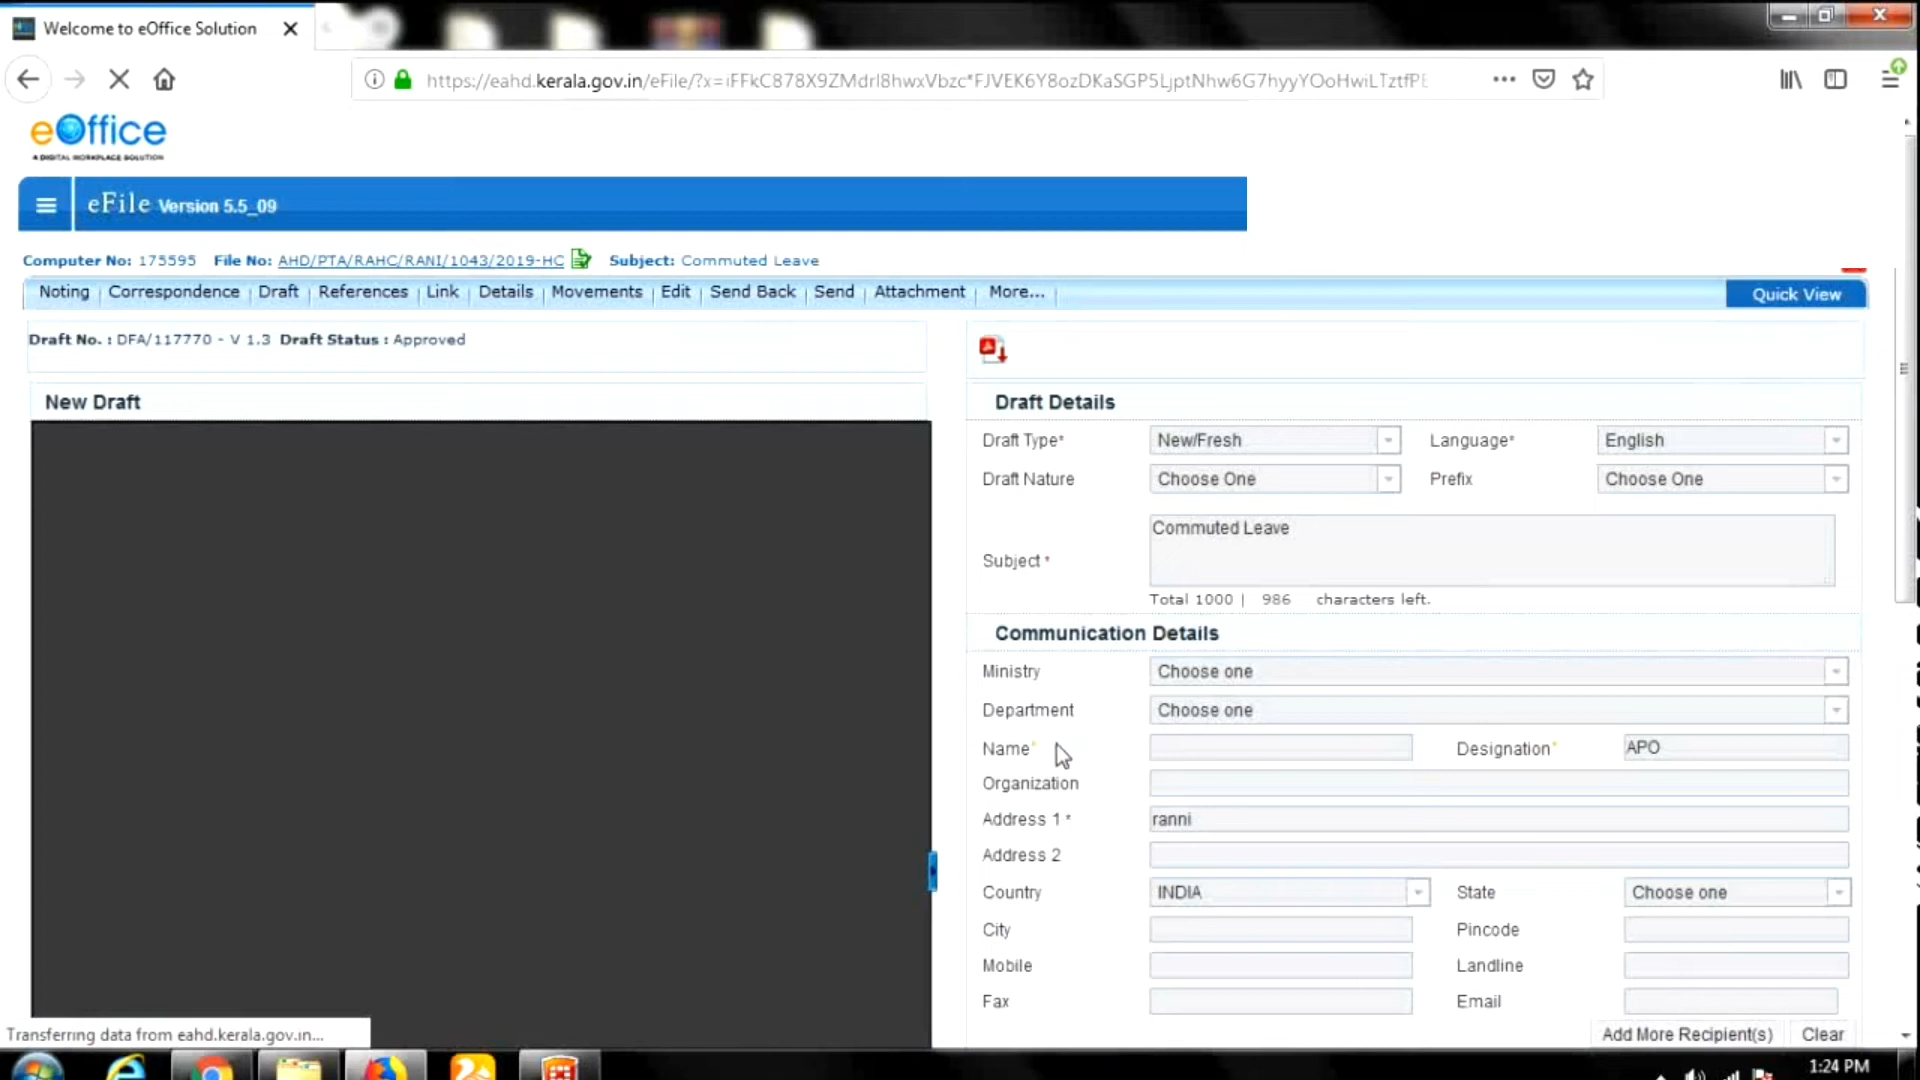 Welcome to eOffice Solution
https://eahd.kerala.gov.in/eFile/?x=iFFkC878X9ZMdrl8hwxVbzc*FJVEK6Y8ozDKaSGP5LjptNhw6G7hyyYOoHwiLTztfPE
eOffice
A DIGITAL WORKPLACE SOLUTION
eFile Version 5.5_09
Computer No: 175595 File No: AHD/PTA/RAHC/RANI/1043/2019-HC Subject: Commuted Leave
Noting Correspondence Draft References Link Details Movements Edit Send Back Send Attachment More... Quick View
Draft No. : DFA/117770 - V 1.3 Draft Status : Approved
New Draft
Draft Details
Draft Type* New/Fresh Language* English
Draft Nature Choose One Prefix Choose One
Subject * Commuted Leave
Total 1000 | 986 characters left.
Communication Details
Ministry Choose one
Department Choose one
Name* Designation* APO
Organization
Address 1 * ranni
Address 2
Country INDIA State Choose one
City Pincode
Mobile Landline
Fax Email
Add More Recipient(s) Clear
Transferring data from eahd.kerala.gov.in...
1:24 PM